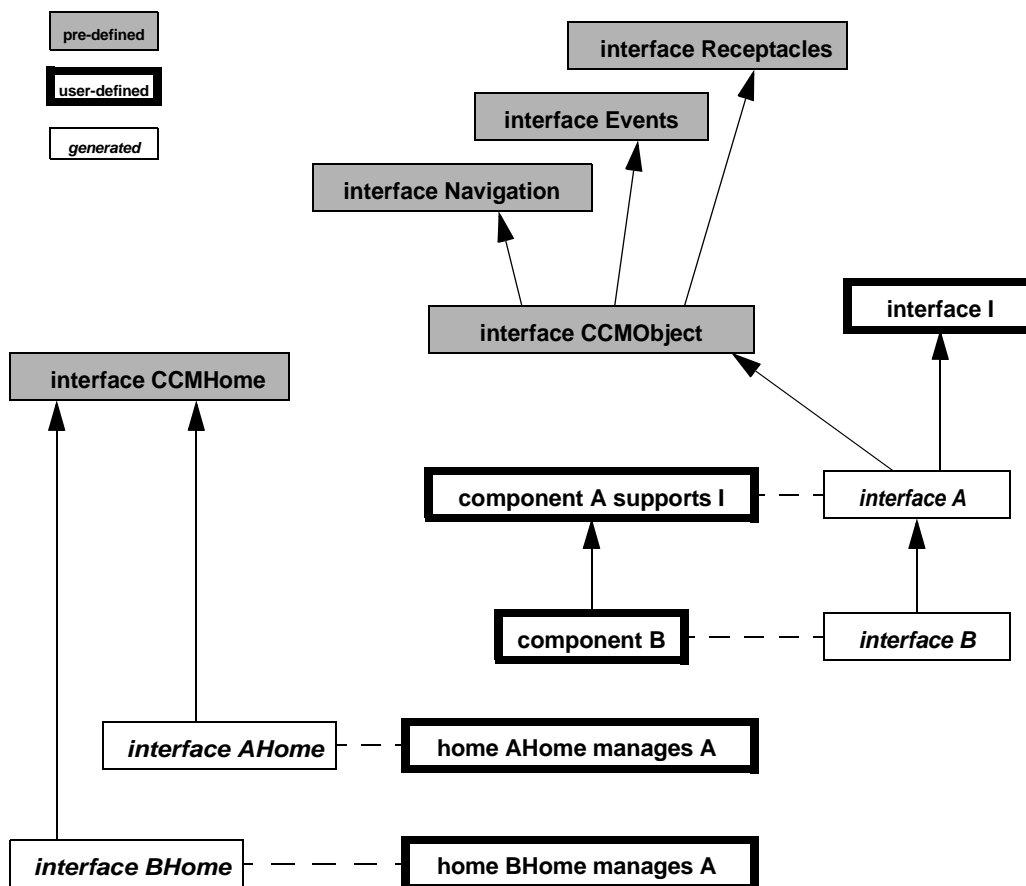 pre-defined
user-defined
generated
interface Receptacles
interface Events
interface Navigation
interface I
interface CCMObject
interface CCMHome
component A supports I
interface A
component B
interface B
interface AHome
home AHome manages A
interface BHome
home BHome manages A